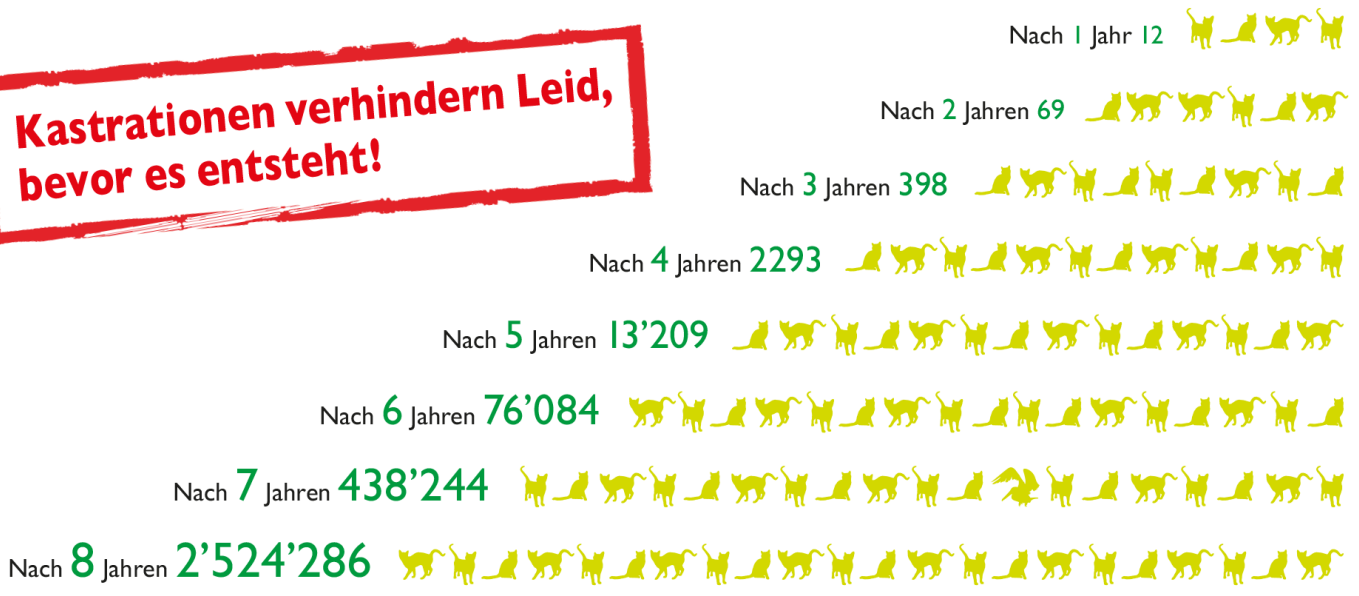 Kastrationen verhindern Leid,
bevor es entsteht!
Nach 1 Jahr 12
Nach 2 Jahren 69
Nach 3 Jahren 398
Nach 4 Jahren 2293
Nach 5 Jahren 13’209
Nach 6 Jahren 76’084
Nach 7 Jahren 438’244
Nach 8 Jahren 2’524’286